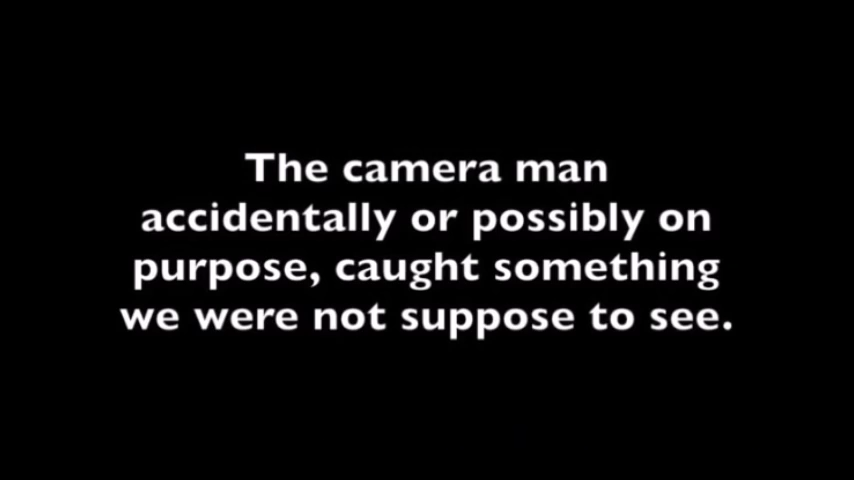 The camera man
accidentally or possibly on
purpose, caught something
we were not suppose to see.